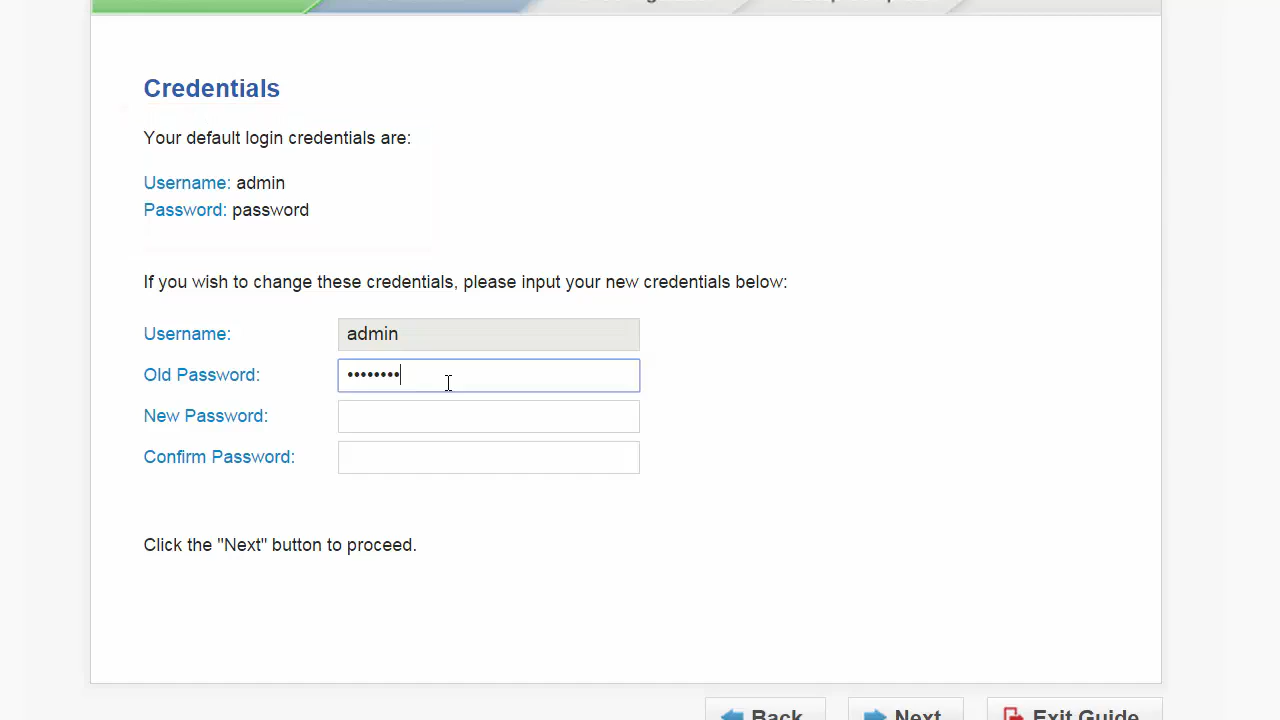 Credentials
Your default login credentials are:
Username: admin
Password: password
If you wish to change these credentials, please input your new credentials below:
Username: admin
Old Password: ••••••••
New Password:
Confirm Password:
Click the "Next" button to proceed.
Back Next Exit Guide